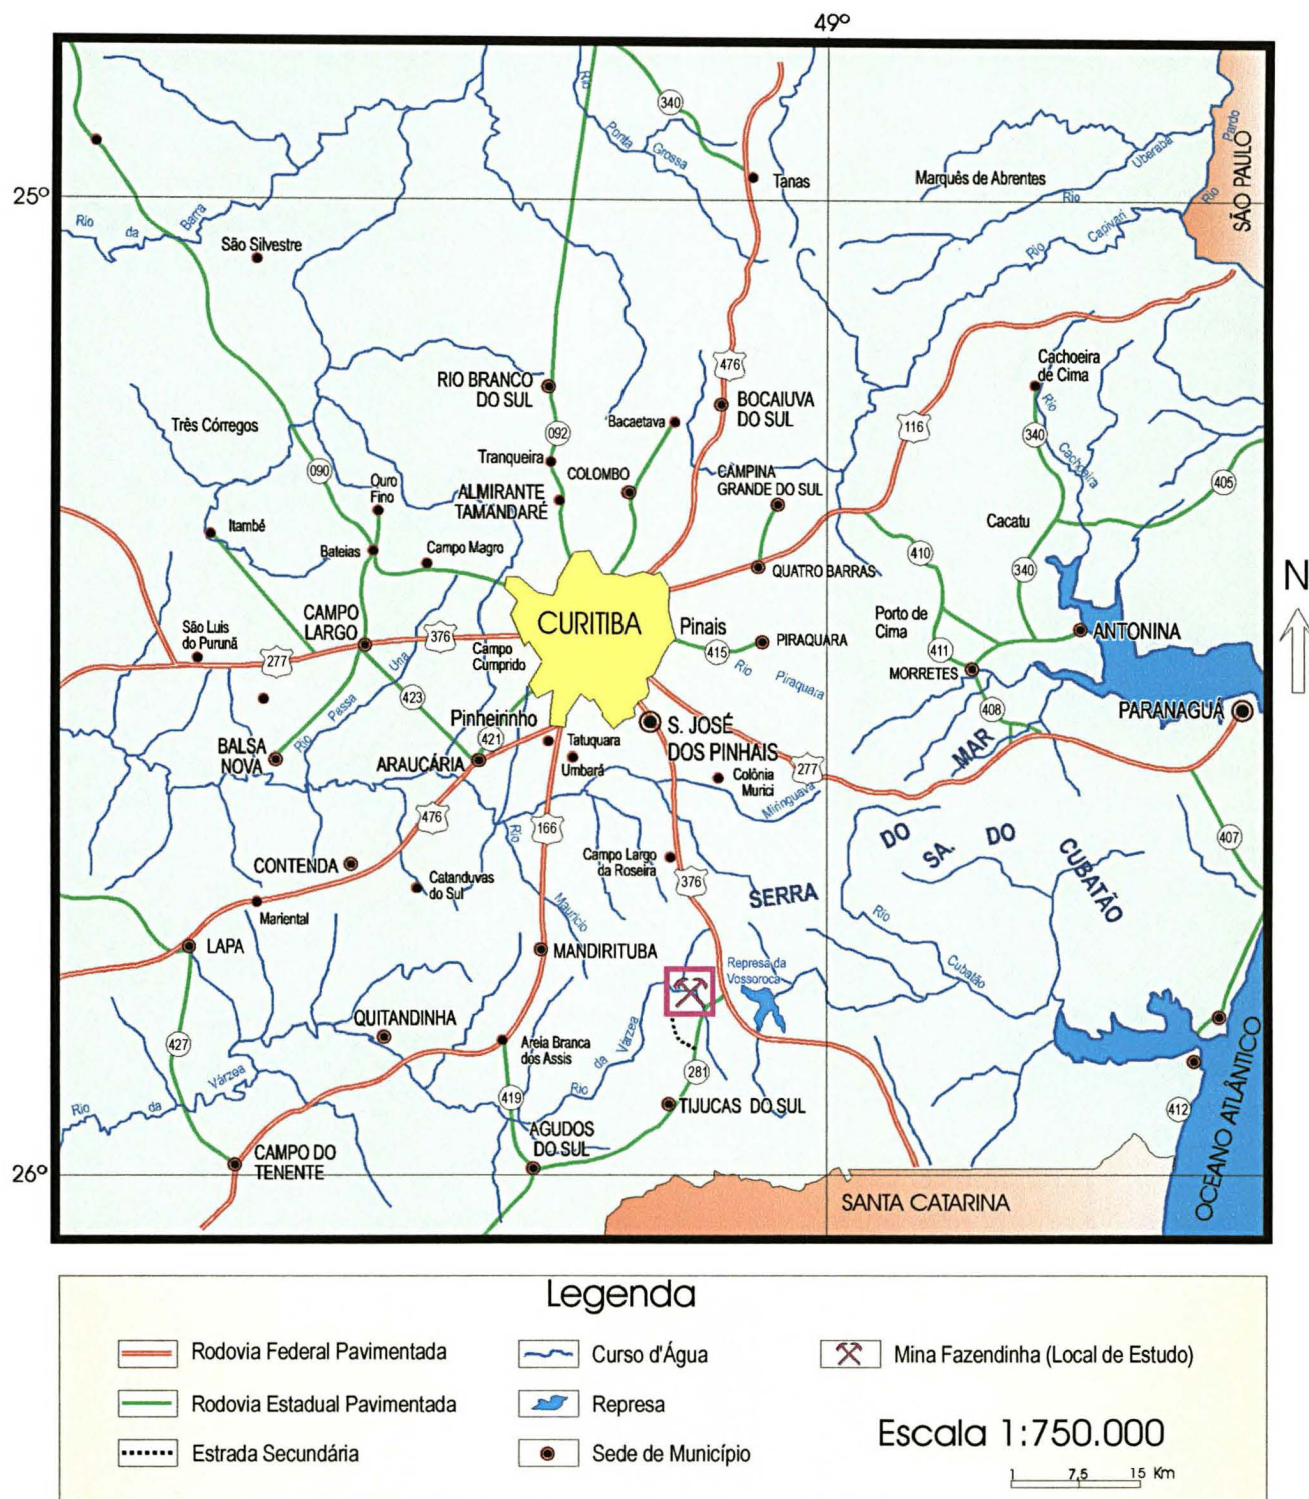 49º
340
Rio
Ponta
Grossa
Tanas
Marquês de Abrentes
Rio
Uberaba
Rio
Pardo
SÃO PAULO
Rio
Capivari
25º
Rio
da
Barra
São Silvestre
476
RIO BRANCO
DO SUL
BOCAIUVA
DO SUL
Cachoeira
de Cima
Rio
Cachoeira
340
116
Três Córregos
092
Bacaetava
Tranqueira
COLOMBO
CAMPINA
GRANDE DO SUL
090
Ouro
Fino
ALMIRANTE
TAMANDARÉ
405
Itambé
Bateias
Campo Magro
Cacatu
410
340
QUATRO BARRAS
N
CAMPO
LARGO
CURITIBA
Pinais
PIRAQUARA
Porto de
Cima
ANTONINA
São Luis
do Purunã
277
376
Campo
Cumprido
415
Rio
Piraquara
411
MORRETES
Rio
Passa
Una
423
408
PARANAGUÁ
BALSA
NOVA
Pinheirinho
421
ARAUCÁRIA
Tatuquara
Umbará
S. JOSÉ
DOS PINHAIS
Colônia
Murici
277
Miringuava
MAR
DO
SA.
DO
CUBATÃO
SERRA
476
Rio
166
407
CONTENDA
Catanduvas
do Sul
Campo Largo
da Roseira
376
Mariental
Mauricio
Rio
Cubatão
LAPA
MANDIRITUBA
Represa da
Vossoroca
QUITANDINHA
427
Areia Branca
dos Assis
Rio
da
Várzea
281
Rio
da
Várzea
419
TIJUCAS DO SUL
412
AGUDOS
DO SUL
CAMPO DO
TENENTE
OCEANO ATLÂNTICO
26º
SANTA CATARINA
Legenda
Rodovia Federal Pavimentada
Curso d'Água
Mina Fazendinha (Local de Estudo)
Rodovia Estadual Pavimentada
Represa
Estrada Secundária
Sede de Município
Escala 1:750.000
1 7,5 15 Km